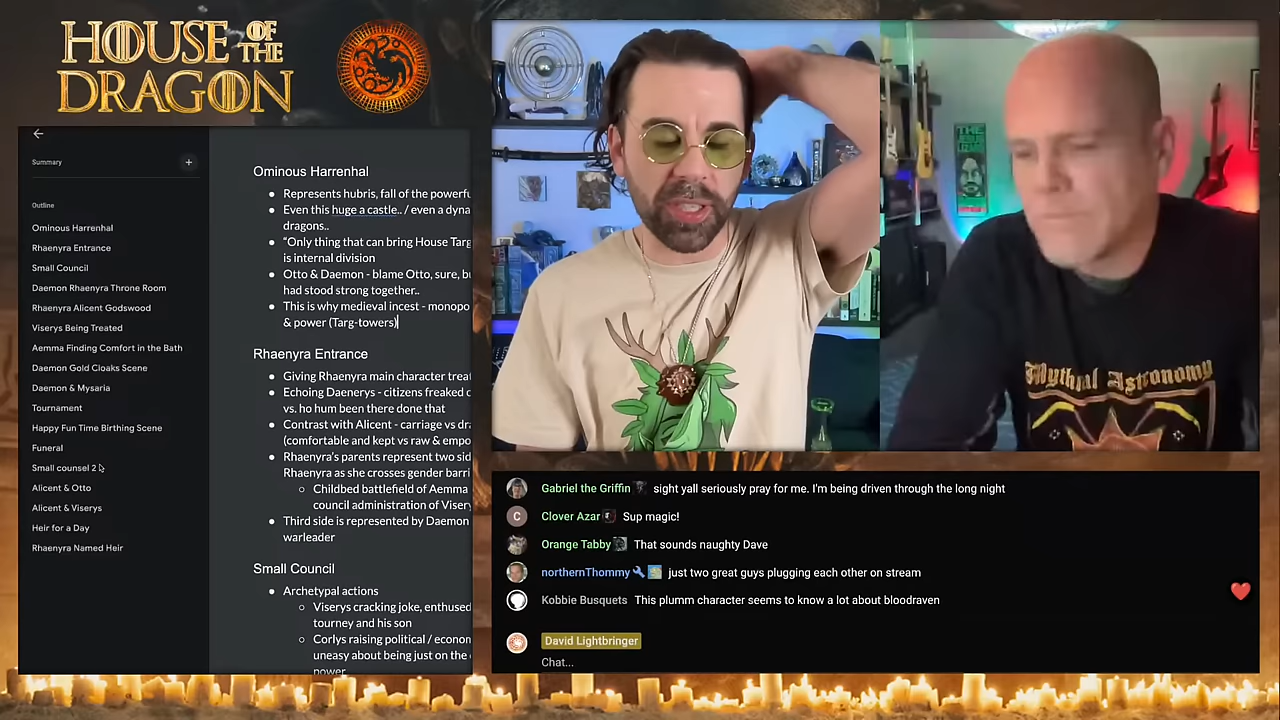 HOUSE OF THE DRAGON
Summary
Outline
Ominous Harrenhal
Rhaenyra Entrance
Small Council
Daemon Rhaenyra Throne Room
Rhaenyra Alicent Godswood
Viserys Being Treated
Aemma Finding Comfort in the Bath
Daemon Gold Cloaks Scene
Daemon & Mysaria
Tournament
Happy Fun Time Birthing Scene
Funeral
Small counsel 2
Alicent & Otto
Alicent & Viserys
Heir for a Day
Rhaenyra Named Heir
Ominous Harrenhal
Represents hubris, fall of the powerfu
Even this huge a castle.. / even a dyna
dragons..
“Only thing that can bring House Targ
is internal division
Otto & Daemon - blame Otto, sure, bu
had stood strong together..
This is why medieval incest - monopo
& power (Targ-towers)
Rhaenyra Entrance
Giving Rhaenyra main character treat
Echoing Daenerys - citizens freaked o
vs. ho hum been there done that
Contrast with Alicent - carriage vs dra
(comfortable and kept vs raw & empo
Rhaenyra's parents represent two sid
Rhaenyra as she crosses gender barri
Childbed battlefield of Aemma
council administration of Visery
Third side is represented by Daemon
warleader
Small Council
Archetypal actions
Viserys cracking joke, enthused
tourney and his son
Corlys raising political / econom
uneasy about being just on the
power
Mythical Astronomy
Gabriel the Griffin sight yall seriously pray for me. I'm being driven through the long night
Clover Azar Sup magic!
Orange Tabby That sounds naughty Dave
northernThommy just two great guys plugging each other on stream
Kobbie Busquets This plumm character seems to know a lot about bloodraven
David Lightbringer
Chat...